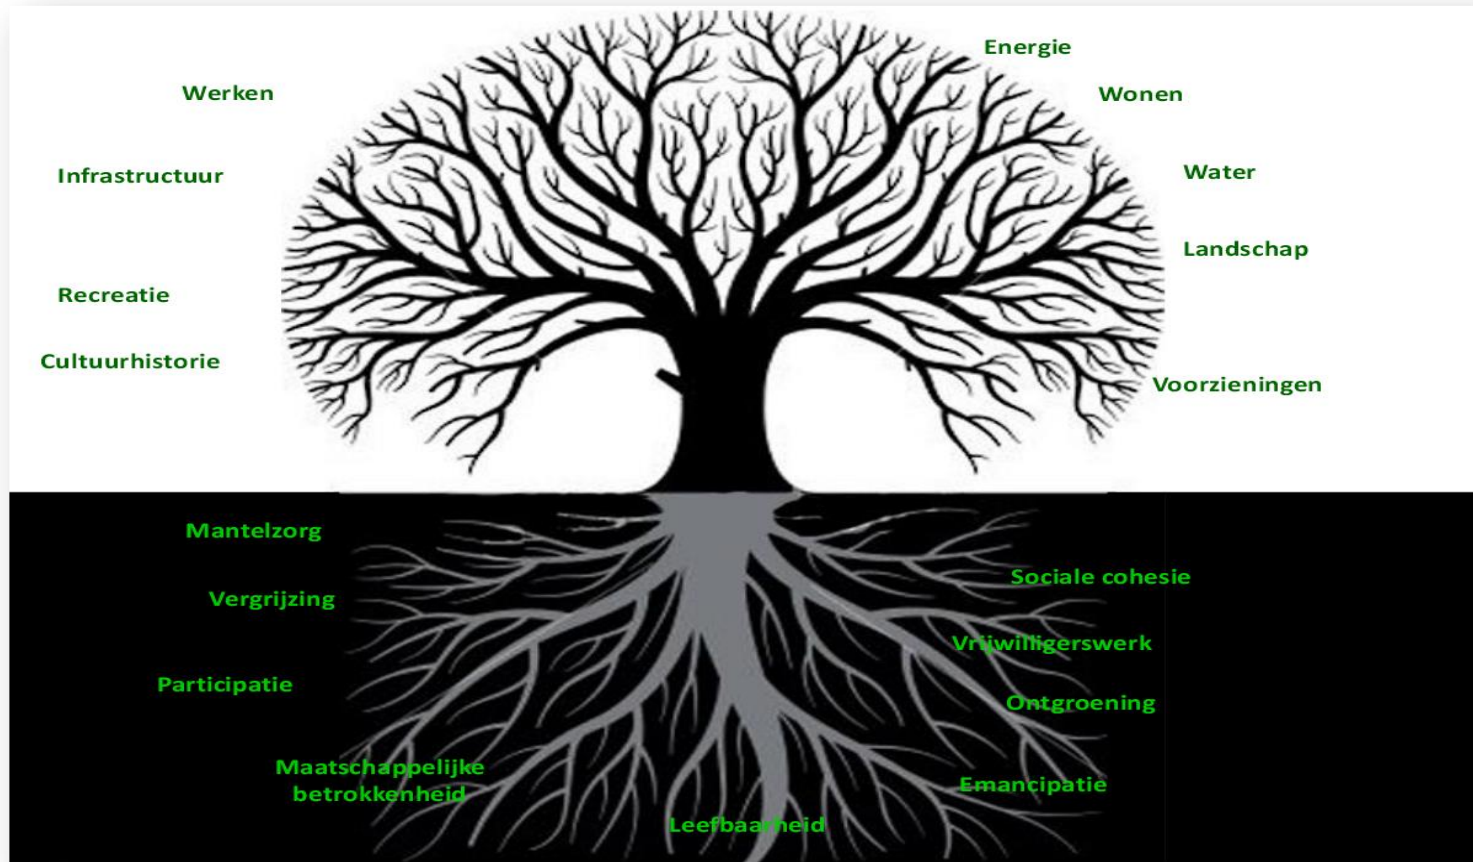 Energie
Werken
Wonen
Infrastructuur
Water
Landschap
Recreatie
Cultuurhistorie
Voorzieningen
Mantelzorg
Sociale cohesie
Vergrijzing
Vrijwilligerswerk
Participatie
Ontgroening
Maatschappelijke
betrokkenheid
Emancipatie
Leefbaarheid